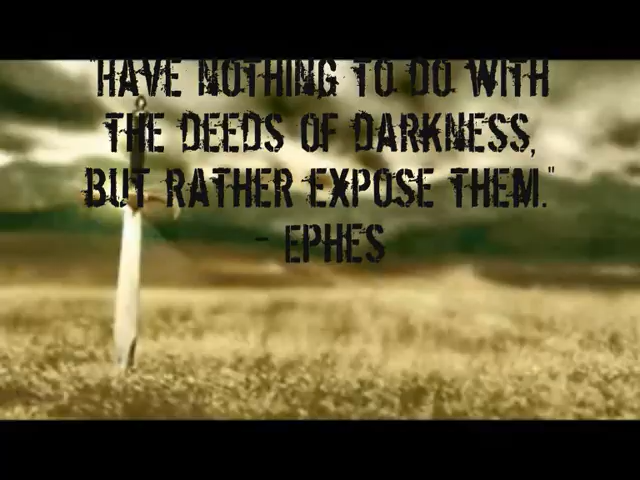 "HAVE NOTHING TO DO WITH
THE DEEDS OF DARKNESS,
BUT RATHER EXPOSE THEM."
- EPHES